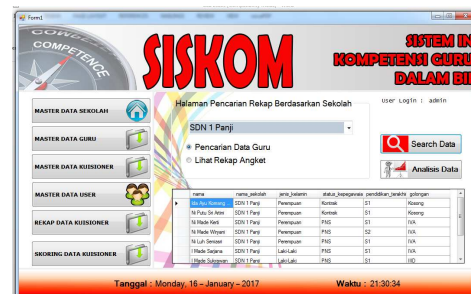 Form1
COMPETENCE
SISKOM
SISTEM IN
KOMPETENSI GURU
DALAM BI
User Login : admin
MASTER DATA SEKOLAH
MASTER DATA GURU
MASTER DATA KUISIONER
MASTER DATA USER
REKAP DATA KUISIONER
SKORING DATA KUISIONER
Halaman Pencarian Rekap Berdasarkan Sekolah
SDN 1 Panji
Pencarian Data Guru
Lihat Rekap Angket
Search Data
Analisis Data
nama nama_sekolah jenis_kelamin status_kepegawaia pendidikan_terakhir golongan
Ida Ayu Komang SDN 1 Panji Perempuan Kontrak S1 Kosong
Ni Putu Sri Artini SDN 1 Panji Perempuan Kontrak S1 Kosong
Ni Made Kerti SDN 1 Panji Perempuan PNS S1 IVA
Ni Made Wiryani SDN 1 Panji Perempuan PNS S2 IVA
Ni Luh Sensasi SDN 1 Panji Perempuan PNS S1 IVA
I Made Sarjana SDN 1 Panji Laki-Laki PNS S1 IVA
I Made Sukrawan SDN 1 Panji Laki-Laki PNS S1 IIID
Tanggal : Monday, 16 – January – 2017 Waktu : 21:30:34